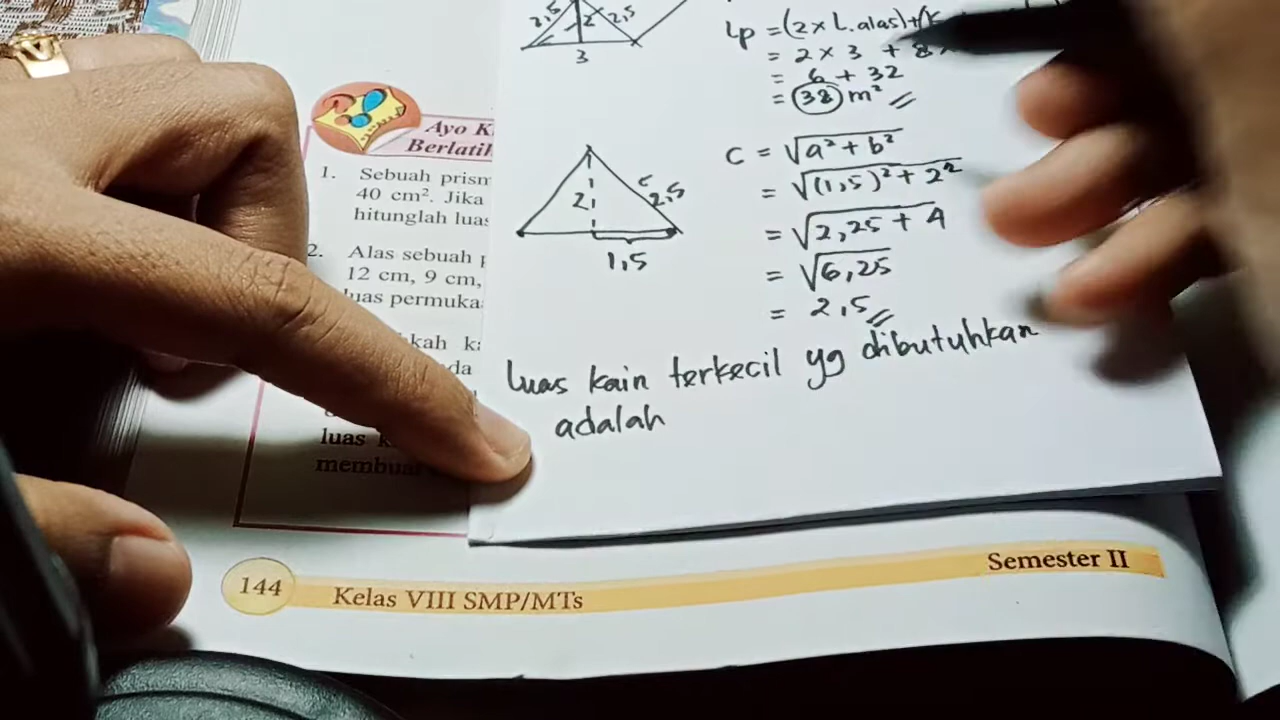 2,5
2
2,5
3
Lp = (2 x L.alas) + (K
= 2 x 3 + 8
= 6 + 32
= 38 m²
Ayo K
Berlatih
1. Sebuah prism
40 cm². Jika
hitunglah luas
2. Alas sebuah p
12 cm, 9 cm,
luas permuka
kah ka
da
luas k
membuat
2
c
2,5
1,5
c = √a² + b²
= √(1,5)² + 2²
= √2,25 + 4
= √6,25
= 2,5
Luas kain terkecil yg dibutuhkan
adalah
144
Kelas VIII SMP/MTs
Semester II